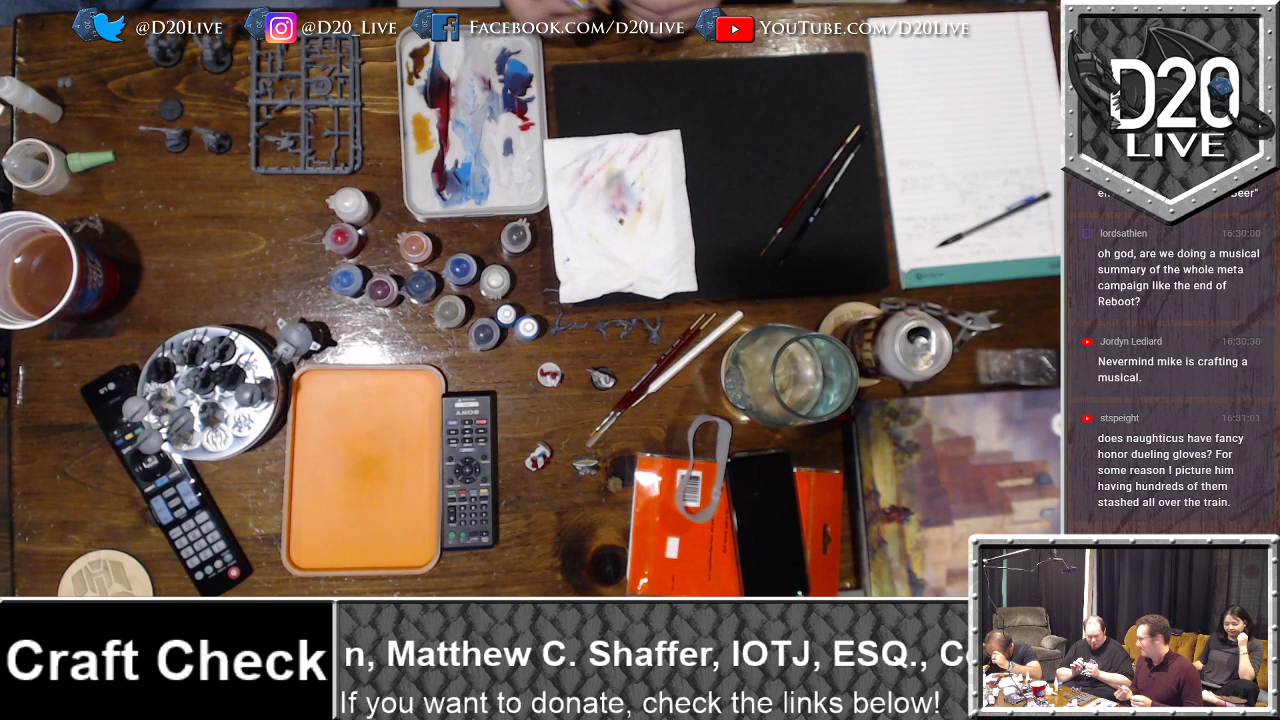 @D20Live
@D20_Live
Facebook.com/D20Live
YouTube.com/D20Live
D20
LIVE
lordsathien 16:30:00
oh god, are we doing a musical
summary of the whole meta
campaign like the end of
Reboot?
Jordyn Lediard 16:30:30
Nevermind mike is crafting a
musical.
stspeight 16:31:01
does naughticus have fancy
honor dueling gloves? For
some reason I picture him
having hundreds of them
stashed all over the train.
SONY
Craft Check
n, Matthew C. Shaffer, IOTJ, ESQ.,
If you want to donate, check the links below!